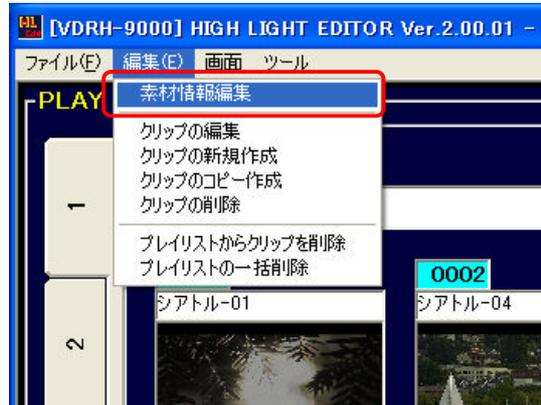 [VDRH-9000] HIGH LIGHT EDITOR Ver.2.00.01 -
ファイル(F) 編集(E) 画面 ツール
PLAY
素材情報編集
クリップの編集
クリップの新規作成
クリップのコピー作成
クリップの削除
プレイリストからクリップを削除
プレイリストの一括削除
1
0002
シアトル-01 シアトル-04
2